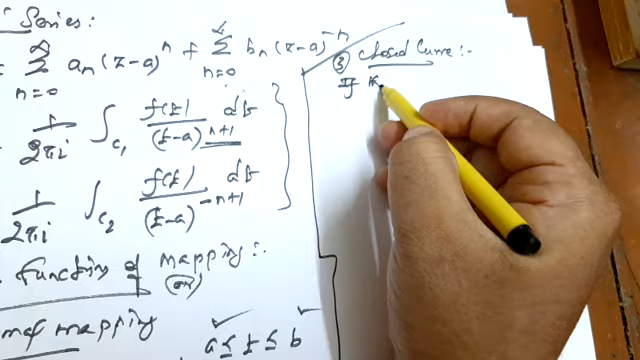 Series:
= ∞ Σ n=0 aₙ(z-a)ⁿ + ∞ Σ n=0 bₙ(z-a)⁻ⁿ
1/2πi ∫c₁ f(t)/(t-a)ⁿ⁺¹ dt
1/2πi ∫c₂ f(t)/(t-a)⁻ⁿ⁺¹ dt
function of mapping :-
(or)
mapping
a ≤ t ≤ b
③ closed curve :-
If